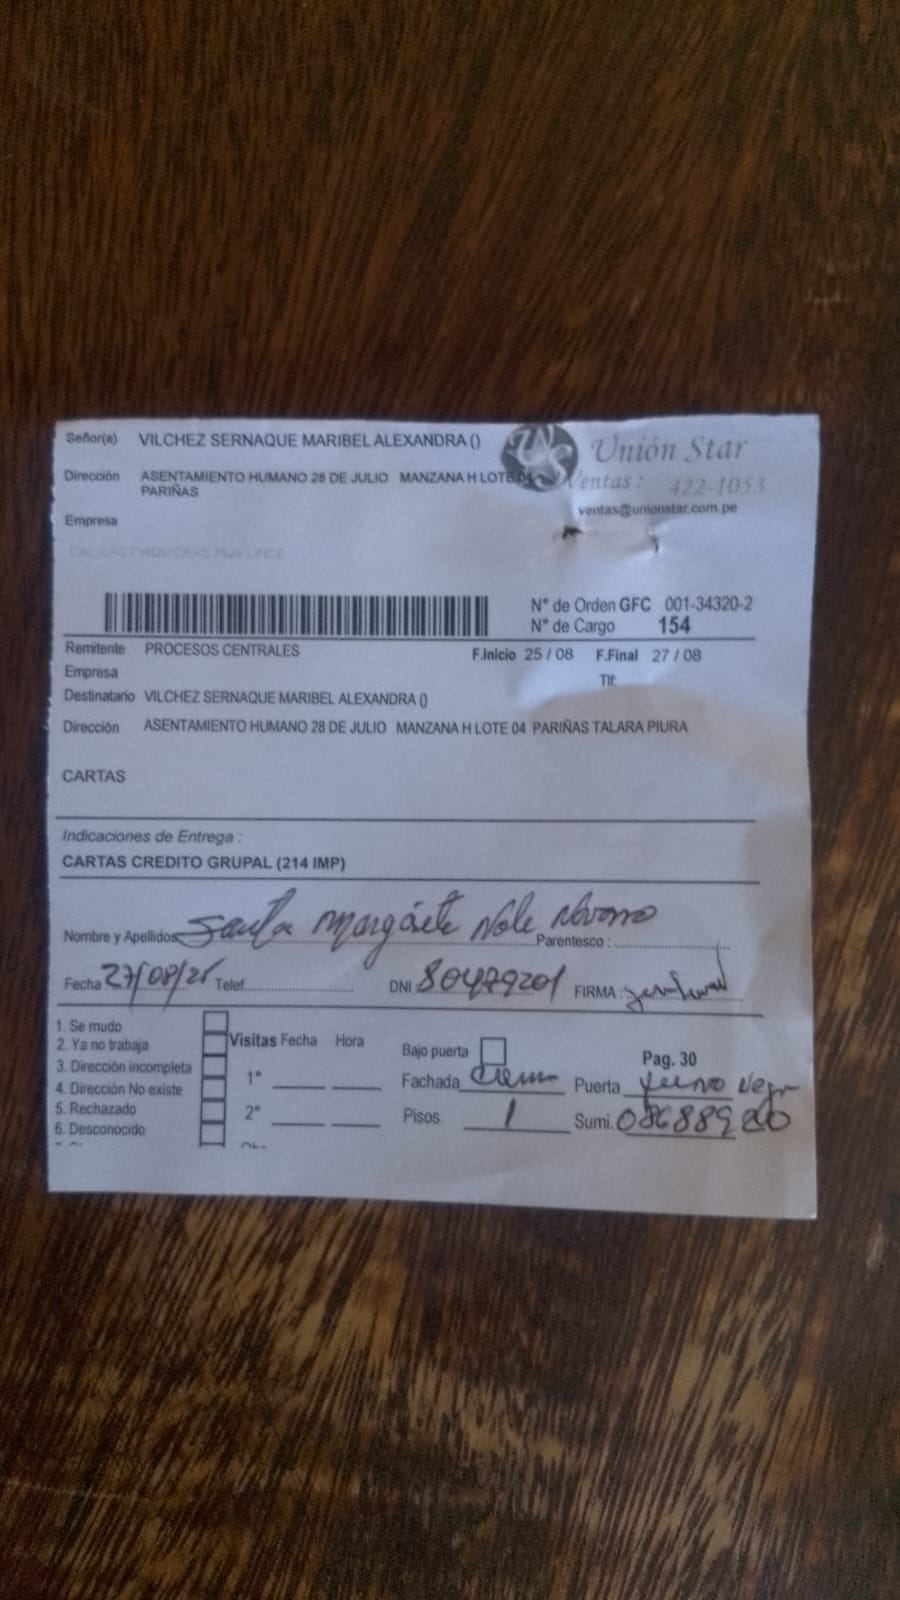 Señor(a) VILCHEZ SERNAQUE MARIBEL ALEXANDRA ()
Unión Star
Dirección ASENTAMIENTO HUMANO 28 DE JULIO MANZANA H LOTE 04
PARIÑAS
Ventas: 422-1053
ventas@unionstar.com.pe
Empresa
N° de Orden GFC 001-34320-2
N° de Cargo 154
Remitente PROCESOS CENTRALES
F.Inicio 25 / 08 F.Final 27 / 08
Empresa
Tlf:
Destinatario VILCHEZ SERNAQUE MARIBEL ALEXANDRA ()
Dirección ASENTAMIENTO HUMANO 28 DE JULIO MANZANA H LOTE 04 PARIÑAS TALARA PIURA
CARTAS
Indicaciones de Entrega :
CARTAS CREDITO GRUPAL (214 IMP)
Nombre y Apellidos Nole Navarro Parentesco :
Fecha 27/08/25 Telef. DNI 80479201 FIRMA:
1. Se mudo
2. Ya no trabaja
3. Dirección incompleta
4. Dirección No existe
5. Rechazado
6. Desconocido
Visitas Fecha Hora
1°
2°
Bajo puerta
Pag. 30
Fachada Puerta
Pisos 1 Sumi.